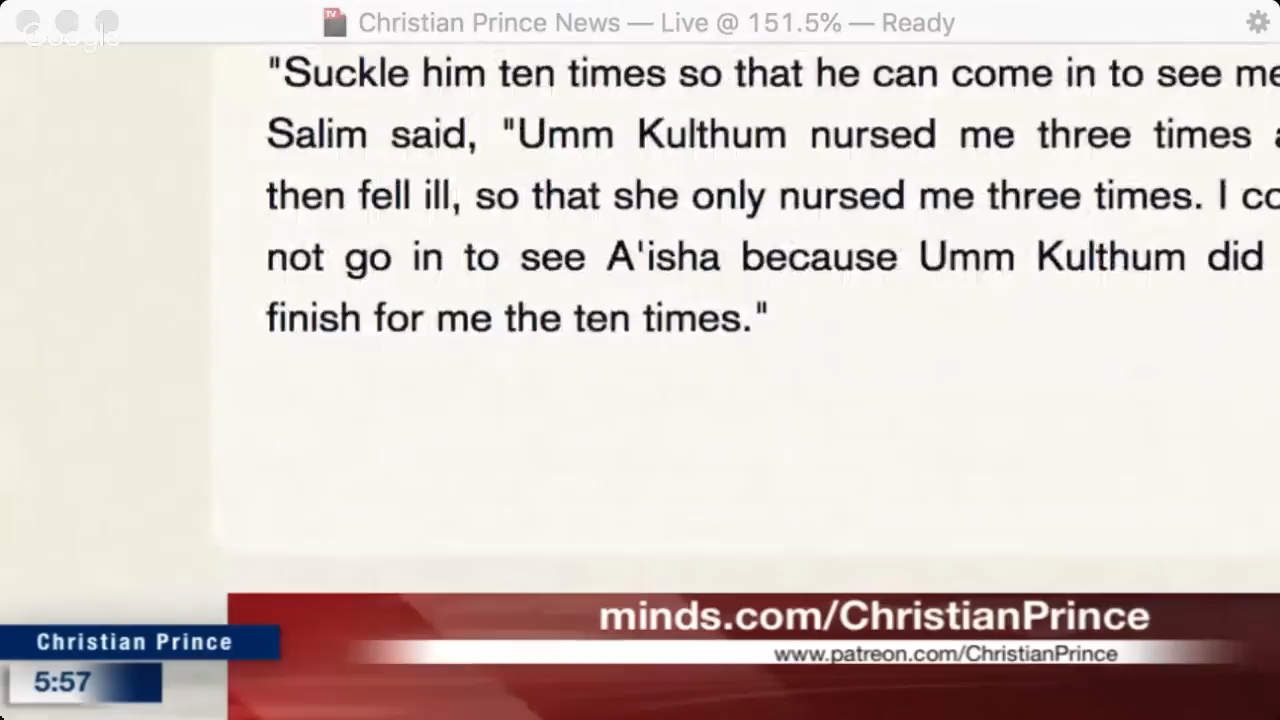 Christian Prince News — Live @ 151.5% — Ready
Google
"Suckle him ten times so that he can come in to see me
Salim said, "Umm Kulthum nursed me three times
then fell ill, so that she only nursed me three times. I
not go in to see A'isha because Umm Kulthum did
finish for me the ten times."
minds.com/ChristianPrince
Christian Prince
www.patreon.com/ChristianPrince
5:57